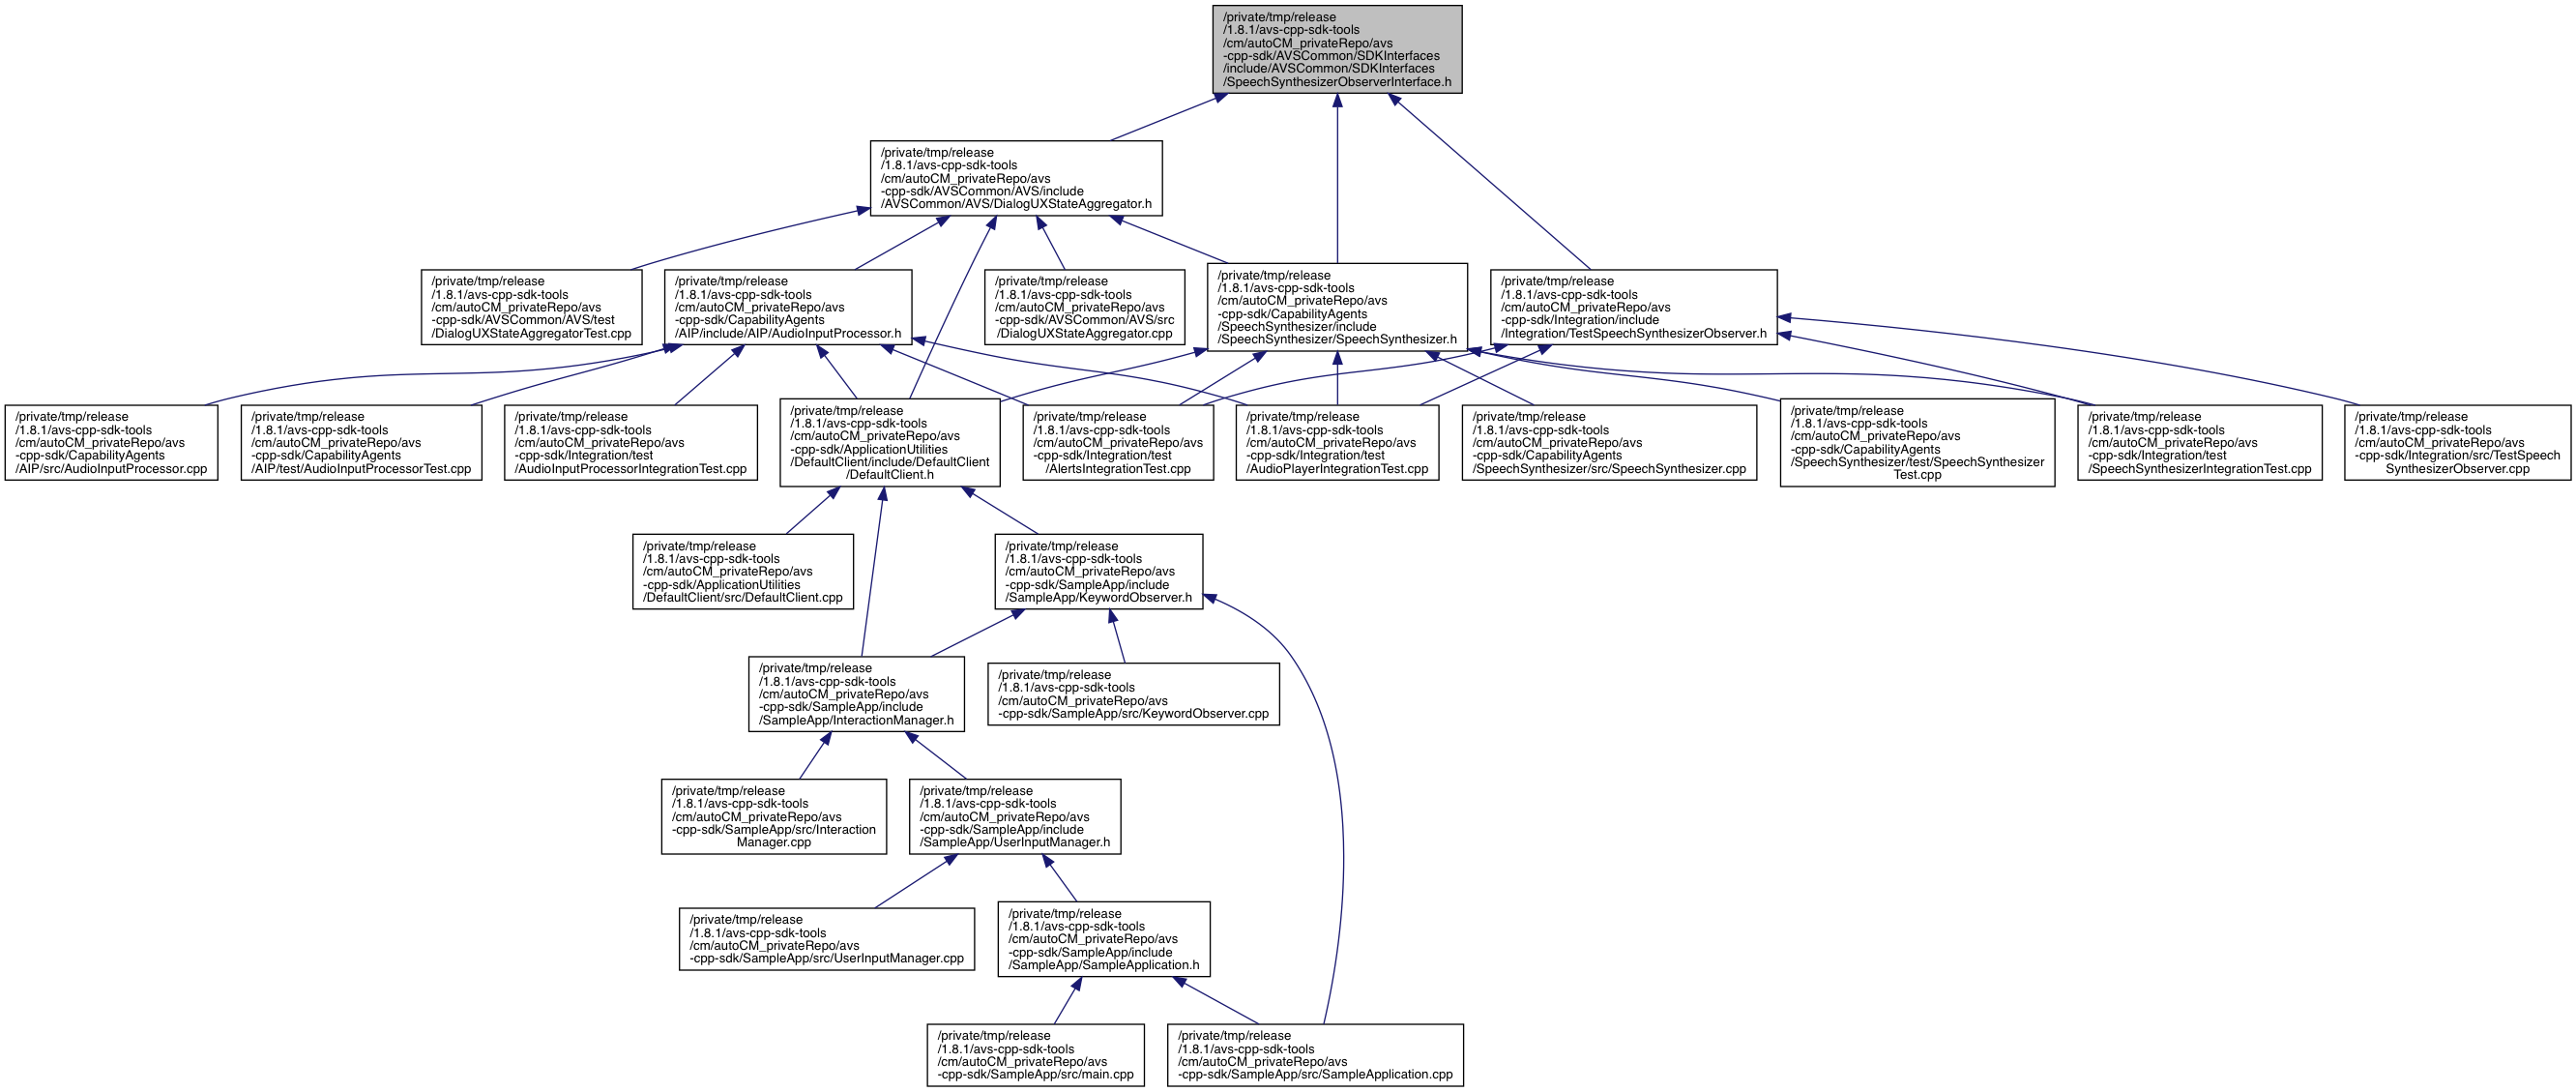 /private/tmp/release
/1.8.1/avs-cpp-sdk-tools
/cm/autoCM_privateRepo/avs
-cpp-sdk/AVSCommon/SDKInterfaces
/include/AVSCommon/SDKInterfaces
/SpeechSynthesizerObserverInterface.h
/private/tmp/release
/1.8.1/avs-cpp-sdk-tools
/cm/autoCM_privateRepo/avs
-cpp-sdk/AVSCommon/AVS/include
/AVSCommon/AVS/DialogUXStateAggregator.h
/private/tmp/release
/1.8.1/avs-cpp-sdk-tools
/cm/autoCM_privateRepo/avs
-cpp-sdk/AVSCommon/AVS/test
/DialogUXStateAggregatorTest.cpp
/private/tmp/release
/1.8.1/avs-cpp-sdk-tools
/cm/autoCM_privateRepo/avs
-cpp-sdk/CapabilityAgents
/AIP/include/AIP/AudioInputProcessor.h
/private/tmp/release
/1.8.1/avs-cpp-sdk-tools
/cm/autoCM_privateRepo/avs
-cpp-sdk/AVSCommon/AVS/src
/DialogUXStateAggregator.cpp
/private/tmp/release
/1.8.1/avs-cpp-sdk-tools
/cm/autoCM_privateRepo/avs
-cpp-sdk/CapabilityAgents
/SpeechSynthesizer/include
/SpeechSynthesizer/SpeechSynthesizer.h
/private/tmp/release
/1.8.1/avs-cpp-sdk-tools
/cm/autoCM_privateRepo/avs
-cpp-sdk/Integration/include
/Integration/TestSpeechSynthesizerObserver.h
/private/tmp/release
/1.8.1/avs-cpp-sdk-tools
/cm/autoCM_privateRepo/avs
-cpp-sdk/CapabilityAgents
/AIP/src/AudioInputProcessor.cpp
/private/tmp/release
/1.8.1/avs-cpp-sdk-tools
/cm/autoCM_privateRepo/avs
-cpp-sdk/CapabilityAgents
/AIP/test/AudioInputProcessorTest.cpp
/private/tmp/release
/1.8.1/avs-cpp-sdk-tools
/cm/autoCM_privateRepo/avs
-cpp-sdk/Integration/test
/AudioInputProcessorIntegrationTest.cpp
/private/tmp/release
/1.8.1/avs-cpp-sdk-tools
/cm/autoCM_privateRepo/avs
-cpp-sdk/ApplicationUtilities
/DefaultClient/include/DefaultClient
/DefaultClient.h
/private/tmp/release
/1.8.1/avs-cpp-sdk-tools
/cm/autoCM_privateRepo/avs
-cpp-sdk/Integration/test
/AlertsIntegrationTest.cpp
/private/tmp/release
/1.8.1/avs-cpp-sdk-tools
/cm/autoCM_privateRepo/avs
-cpp-sdk/Integration/test
/AudioPlayerIntegrationTest.cpp
/private/tmp/release
/1.8.1/avs-cpp-sdk-tools
/cm/autoCM_privateRepo/avs
-cpp-sdk/CapabilityAgents
/SpeechSynthesizer/src/SpeechSynthesizer.cpp
/private/tmp/release
/1.8.1/avs-cpp-sdk-tools
/cm/autoCM_privateRepo/avs
-cpp-sdk/CapabilityAgents
/SpeechSynthesizer/test/SpeechSynthesizer
Test.cpp
/private/tmp/release
/1.8.1/avs-cpp-sdk-tools
/cm/autoCM_privateRepo/avs
-cpp-sdk/Integration/test
/SpeechSynthesizerIntegrationTest.cpp
/private/tmp/release
/1.8.1/avs-cpp-sdk-tools
/cm/autoCM_privateRepo/avs
-cpp-sdk/Integration/src/TestSpeech
SynthesizerObserver.cpp
/private/tmp/release
/1.8.1/avs-cpp-sdk-tools
/cm/autoCM_privateRepo/avs
-cpp-sdk/ApplicationUtilities
/DefaultClient/src/DefaultClient.cpp
/private/tmp/release
/1.8.1/avs-cpp-sdk-tools
/cm/autoCM_privateRepo/avs
-cpp-sdk/SampleApp/include
/SampleApp/KeywordObserver.h
/private/tmp/release
/1.8.1/avs-cpp-sdk-tools
/cm/autoCM_privateRepo/avs
-cpp-sdk/SampleApp/include
/SampleApp/InteractionManager.h
/private/tmp/release
/1.8.1/avs-cpp-sdk-tools
/cm/autoCM_privateRepo/avs
-cpp-sdk/SampleApp/src/KeywordObserver.cpp
/private/tmp/release
/1.8.1/avs-cpp-sdk-tools
/cm/autoCM_privateRepo/avs
-cpp-sdk/SampleApp/src/Interaction
Manager.cpp
/private/tmp/release
/1.8.1/avs-cpp-sdk-tools
/cm/autoCM_privateRepo/avs
-cpp-sdk/SampleApp/include
/SampleApp/UserInputManager.h
/private/tmp/release
/1.8.1/avs-cpp-sdk-tools
/cm/autoCM_privateRepo/avs
-cpp-sdk/SampleApp/src/UserInputManager.cpp
/private/tmp/release
/1.8.1/avs-cpp-sdk-tools
/cm/autoCM_privateRepo/avs
-cpp-sdk/SampleApp/include
/SampleApp/SampleApplication.h
/private/tmp/release
/1.8.1/avs-cpp-sdk-tools
/cm/autoCM_privateRepo/avs
-cpp-sdk/SampleApp/src/main.cpp
/private/tmp/release
/1.8.1/avs-cpp-sdk-tools
/cm/autoCM_privateRepo/avs
-cpp-sdk/SampleApp/src/SampleApplication.cpp